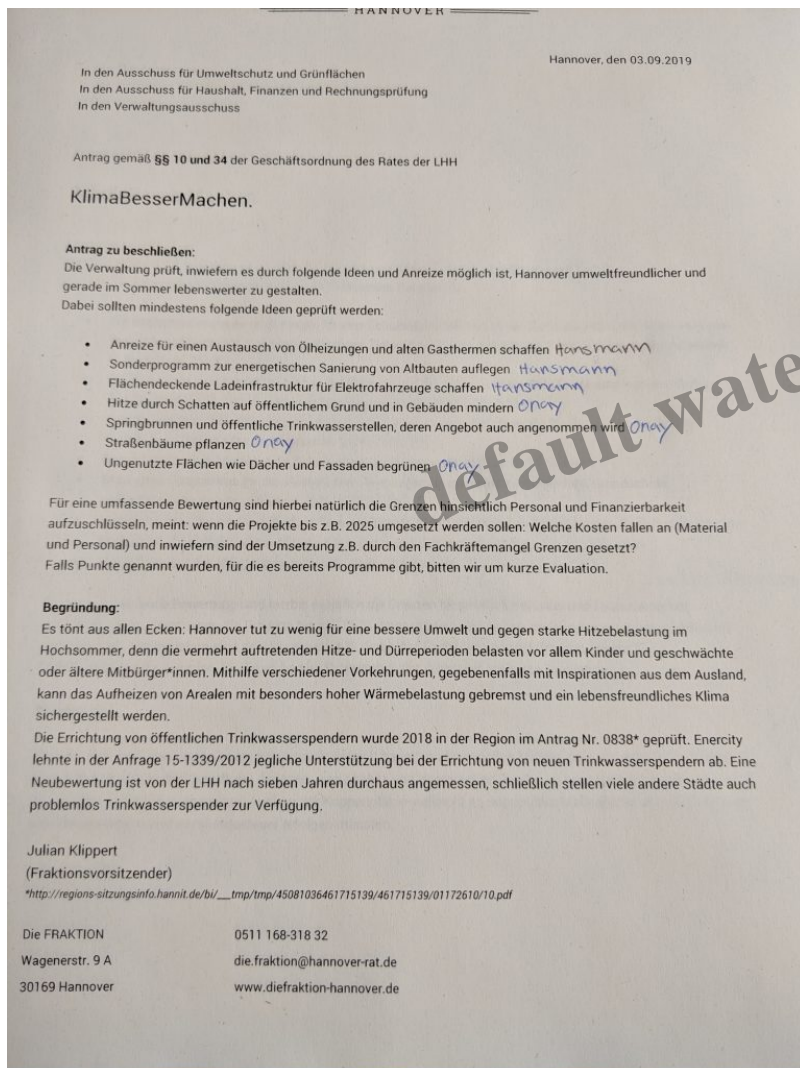 HANNOVER
Hannover, den 03.09.2019
In den Ausschuss für Umweltschutz und Grünflächen
In den Ausschuss für Haushalt, Finanzen und Rechnungsprüfung
In den Verwaltungsausschuss
Antrag gemäß §§ 10 und 34 der Geschäftsordnung des Rates der LHH
KlimaBesserMachen.
Antrag zu beschließen:
Die Verwaltung prüft, inwiefern es durch folgende Ideen und Anreize möglich ist, Hannover umweltfreundlicher und
gerade im Sommer lebenswerter zu gestalten.
Dabei sollten mindestens folgende Ideen geprüft werden:
• Anreize für einen Austausch von Ölheizungen und alten Gasthermen schaffen Hansmann
• Sonderprogramm zur energetischen Sanierung von Altbauten auflegen Hansmann
• Flächendeckende Ladeinfrastruktur für Elektrofahrzeuge schaffen Hansmann
• Hitze durch Schatten auf öffentlichem Grund und in Gebäuden mindern Onay
• Springbrunnen und öffentliche Trinkwasserstellen, deren Angebot auch angenommen wird Onay
• Straßenbäume pflanzen Onay
• Ungenutzte Flächen wie Dächer und Fassaden begrünen Onay
default wate
Für eine umfassende Bewertung sind hierbei natürlich die Grenzen hinsichtlich Personal und Finanzierbarkeit
aufzuschlüsseln, meint: wenn die Projekte bis z.B. 2025 umgesetzt werden sollen: Welche Kosten fallen an (Material
und Personal) und inwiefern sind der Umsetzung z.B. durch den Fachkräftemangel Grenzen gesetzt?
Falls Punkte genannt wurden, für die es bereits Programme gibt, bitten wir um kurze Evaluation.
Begründung:
Es tönt aus allen Ecken: Hannover tut zu wenig für eine bessere Umwelt und gegen starke Hitzebelastung im
Hochsommer, denn die vermehrt auftretenden Hitze- und Dürreperioden belasten vor allem Kinder und geschwächte
oder ältere Mitbürger*innen. Mithilfe verschiedener Vorkehrungen, gegebenenfalls mit Inspirationen aus dem Ausland,
kann das Aufheizen von Arealen mit besonders hoher Wärmebelastung gebremst und ein lebensfreundliches Klima
sichergestellt werden.
Die Errichtung von öffentlichen Trinkwasserspendern wurde 2018 in der Region im Antrag Nr. 0838* geprüft. Enercity
lehnte in der Anfrage 15-1339/2012 jegliche Unterstützung bei der Errichtung von neuen Trinkwasserspendern ab. Eine
Neubewertung ist von der LHH nach sieben Jahren durchaus angemessen, schließlich stellen viele andere Städte auch
problemlos Trinkwasserspender zur Verfügung.
Julian Klippert
(Fraktionsvorsitzender)
*http://regions-sitzungsinfo.hannit.de/bi/__tmp/tmp/45081036461715139/461715139/01172610/10.pdf
Die FRAKTION 0511 168-318 32
Wagenerstr. 9 A die.fraktion@hannover-rat.de
30169 Hannover www.diefraktion-hannover.de